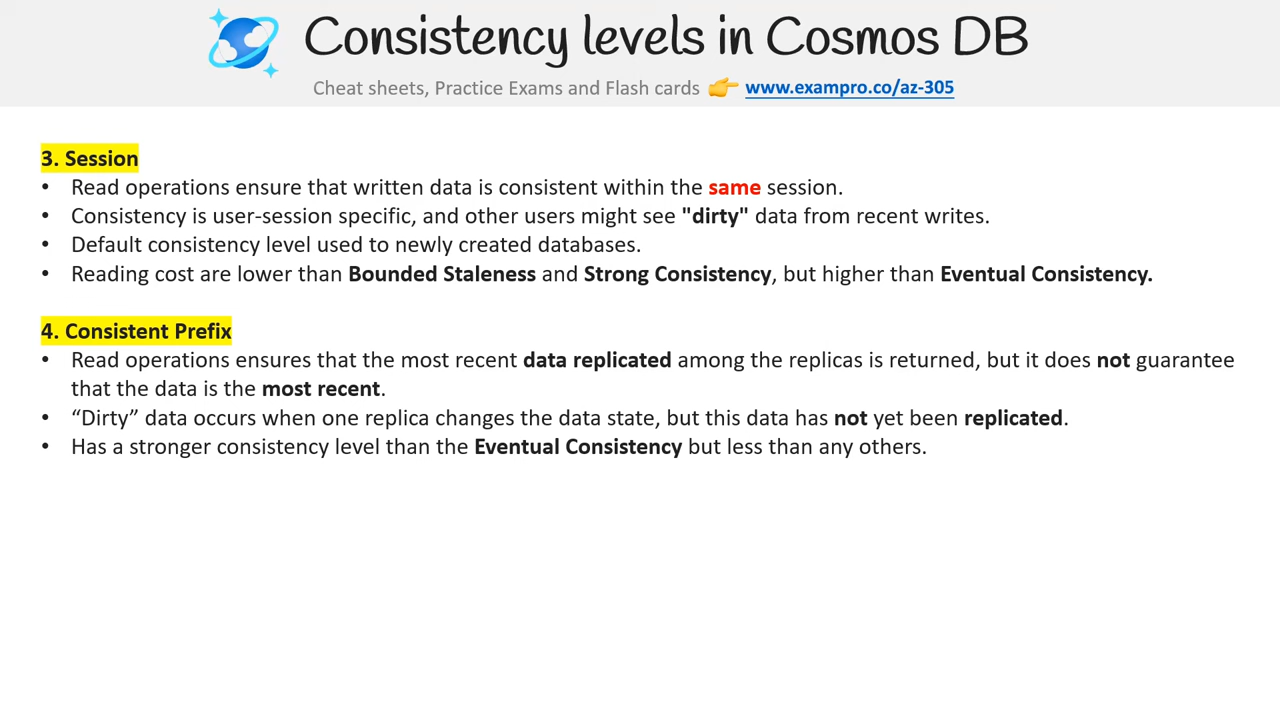 Consistency levels in Cosmos DB
Cheat sheets, Practice Exams and Flash cards 👉 www.exampro.co/az-305
3. Session
• Read operations ensure that written data is consistent within the same session.
• Consistency is user-session specific, and other users might see "dirty" data from recent writes.
• Default consistency level used to newly created databases.
• Reading cost are lower than Bounded Staleness and Strong Consistency, but higher than Eventual Consistency.
4. Consistent Prefix
• Read operations ensures that the most recent data replicated among the replicas is returned, but it does not guarantee
that the data is the most recent.
• “Dirty” data occurs when one replica changes the data state, but this data has not yet been replicated.
• Has a stronger consistency level than the Eventual Consistency but less than any others.